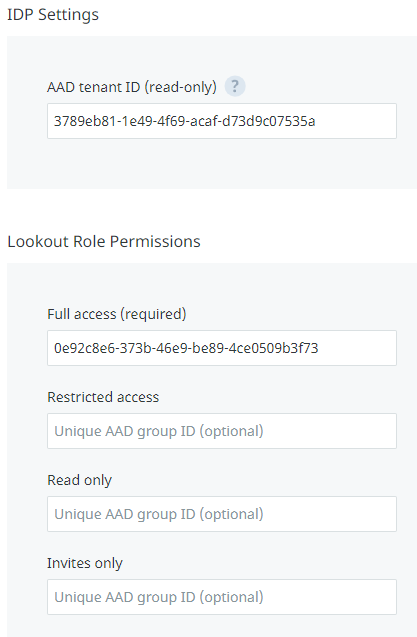 IDP Settings
AAD tenant ID (read-only) ?
3789eb81-1e49-4f69-acaf-d73d9c07535a
Lookout Role Permissions
Full access (required)
0e92c8e6-373b-46e9-be89-4ce0509b3f73
Restricted access
Unique AAD group ID (optional)
Read only
Unique AAD group ID (optional)
Invites only
Unique AAD group ID (optional)